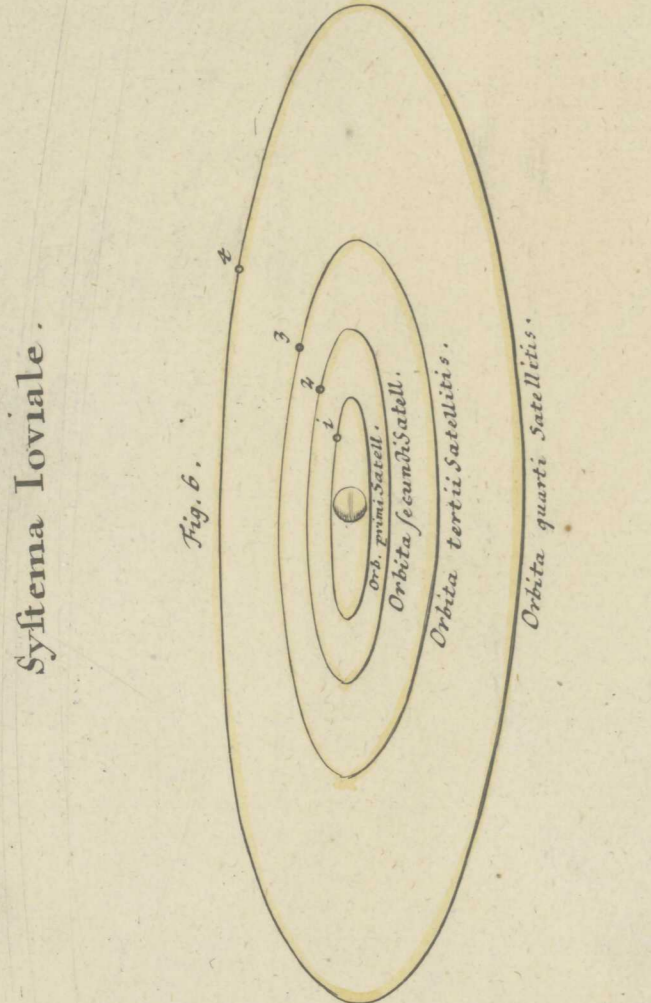 Syſtema Ioviale.
Fig. 6.
4
3
2
1
Orb. primi Satell.
Orbita ſecundi Satell.
Orbita tertii Satellitis.
Orbita quarti Satellitis.